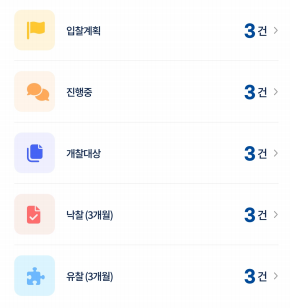 입찰계획 3 건
진행중 3 건
개찰대상 3 건
낙찰 (3개월) 3 건
유찰 (3개월) 3 건